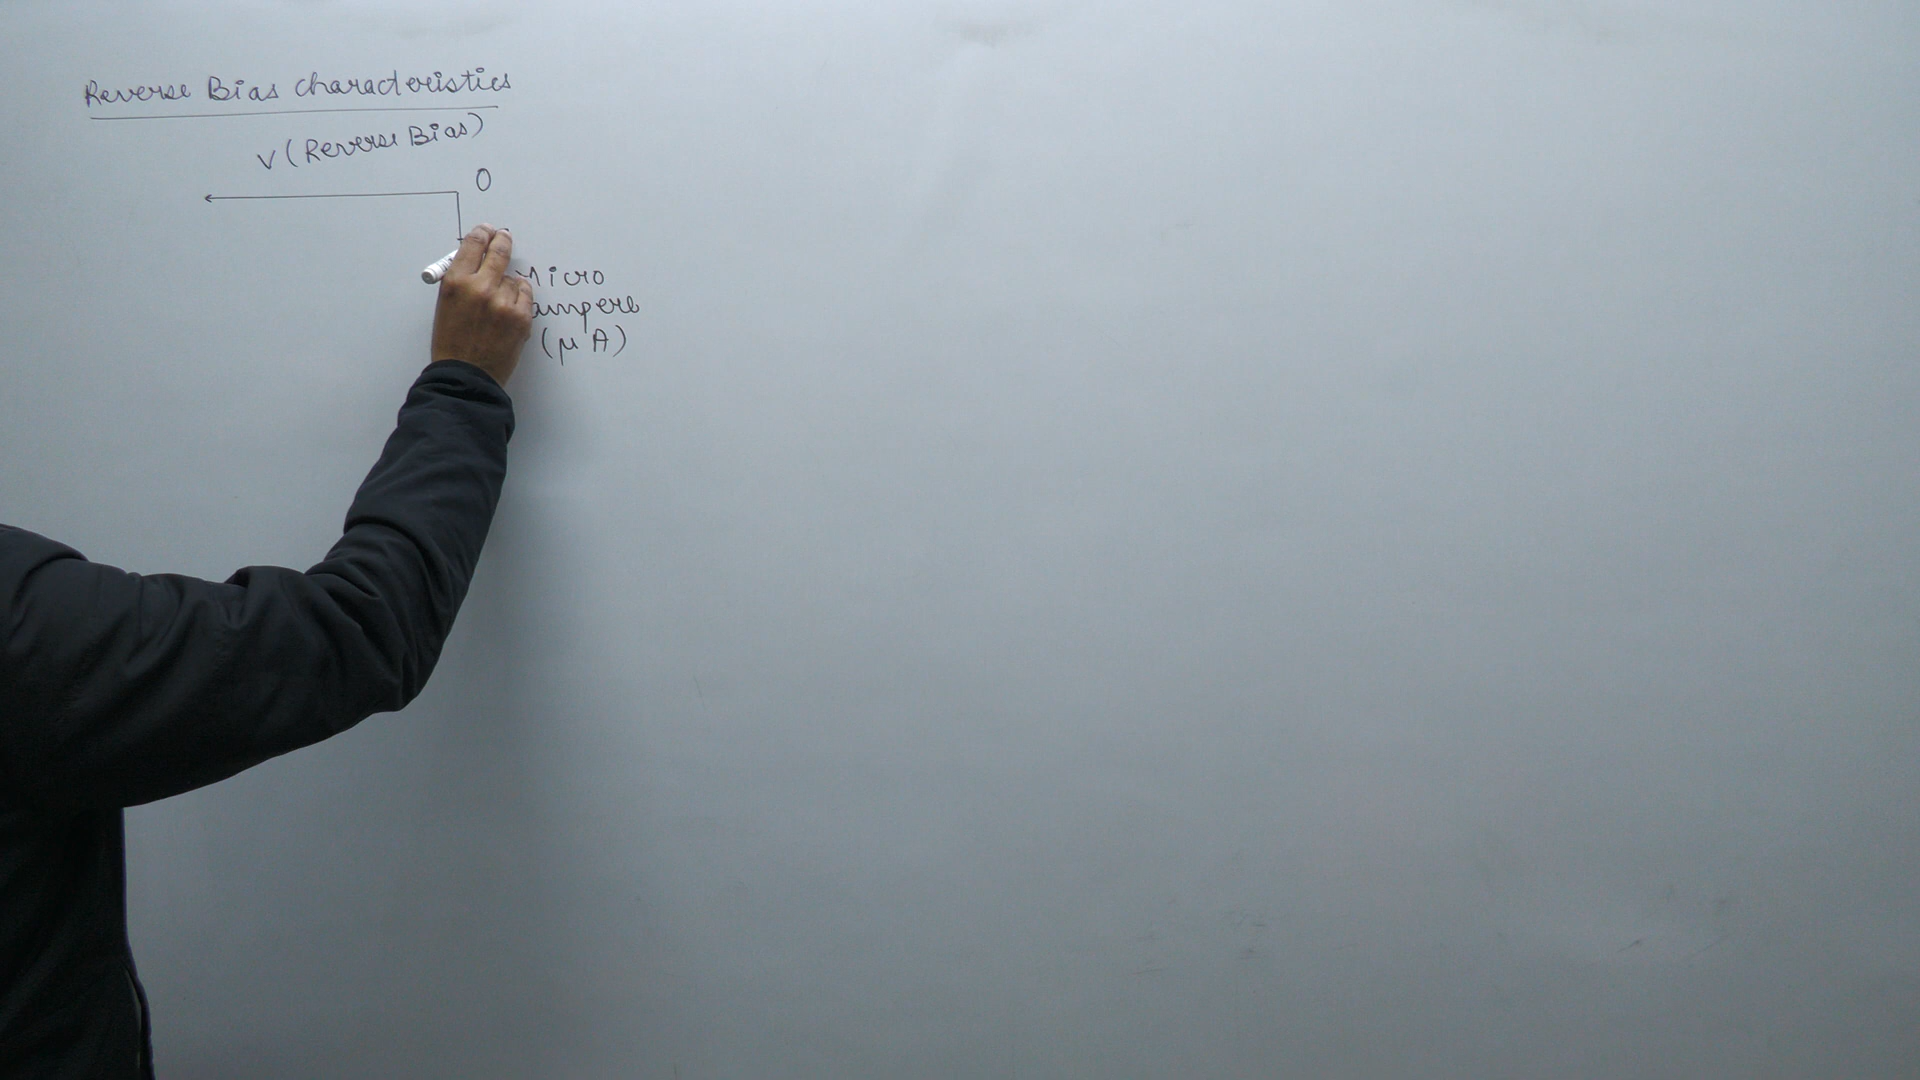 Reverse Bias characteristics
V (Reverse Bias)
0
Micro
ampere
(μA)